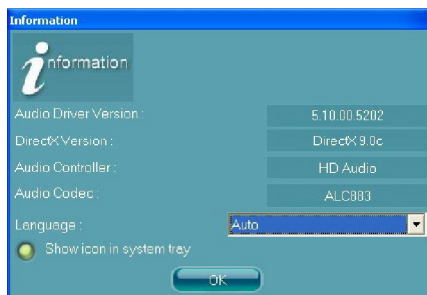 Information
information
Audio Driver Version : 5.10.00.5202
DirectX Version : DirectX 9.0c
Audio Controller : HD Audio
Audio Codec : ALC883
Language : Auto
Show icon in system tray
OK